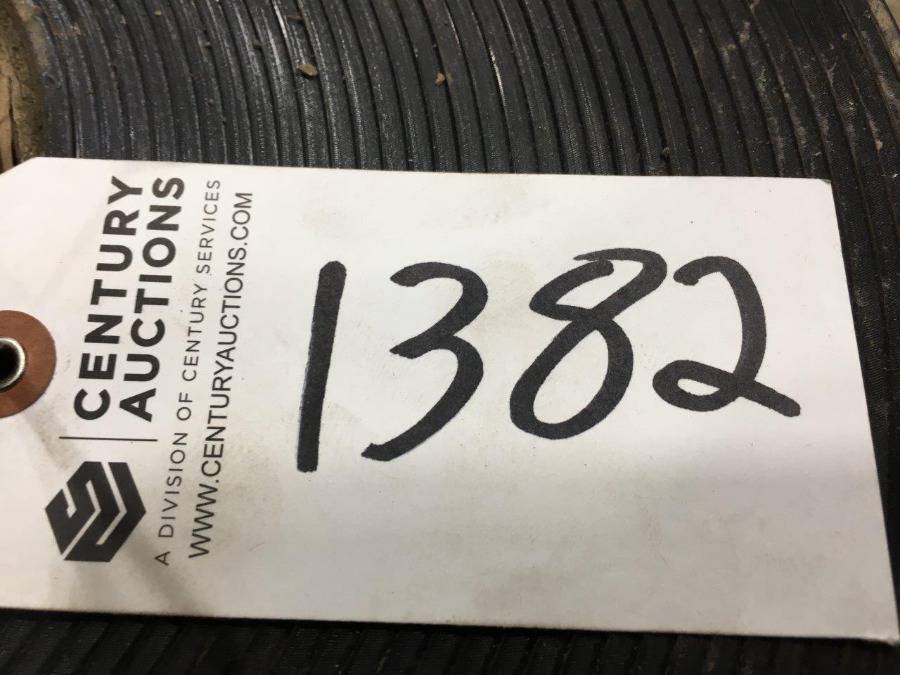 CENTURY
AUCTIONS
A DIVISION OF CENTURY SERVICES
WWW.CENTURYAUCTIONS.COM
1382